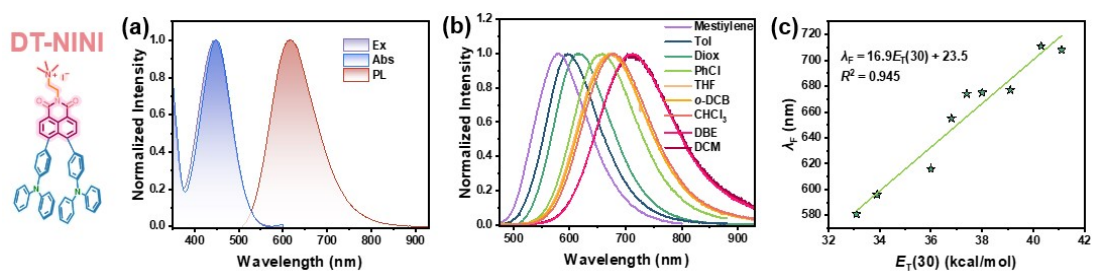 DT-NINI
N⁺
I⁻
O N O
N N
(a)
1.0
0.8
0.6
0.4
0.2
0.0
Normalized Intensity
Ex
Abs
PL
400 500 600 700 800 900
Wavelength (nm)
(b)
1.2
1.0
0.8
0.6
0.4
0.2
0.0
Normalized Intensity
Mestiylene
Tol
Diox
PhCl
THF
o-DCB
CHCl₃
DBE
DCM
500 600 700 800 900
Wavelength (nm)
(c)
720
700
680
660
640
620
600
580
λF (nm)
λF = 16.9ET(30) + 23.5
R² = 0.945
32 34 36 38 40 42
ET(30) (kcal/mol)